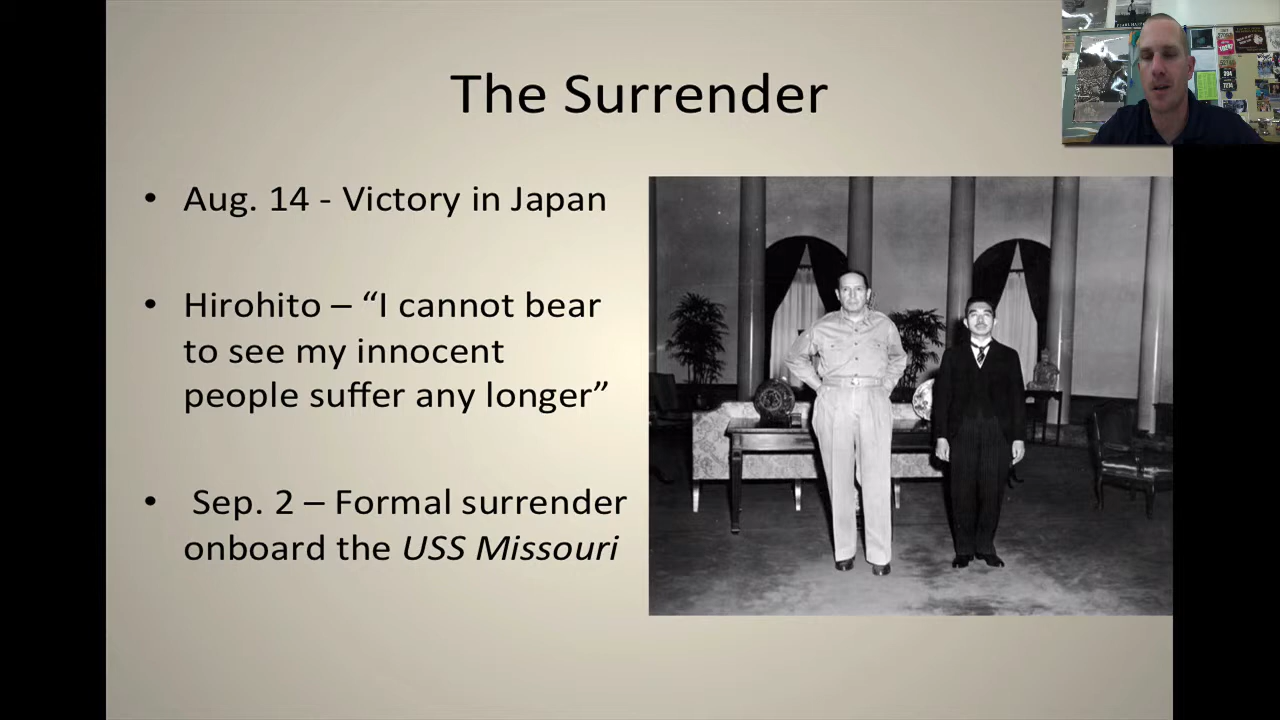 The Surrender
• Aug. 14 - Victory in Japan
• Hirohito – “I cannot bear
to see my innocent
people suffer any longer”
• Sep. 2 – Formal surrender
onboard the USS Missouri